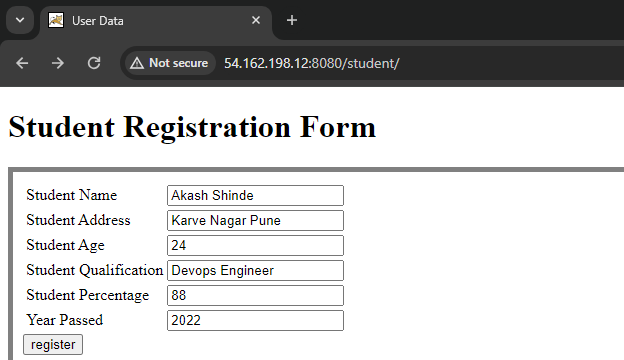 User Data
Not secure 54.162.198.12:8080/student/
Student Registration Form
Student Name Akash Shinde
Student Address Karve Nagar Pune
Student Age 24
Student Qualification Devops Engineer
Student Percentage 88
Year Passed 2022
register